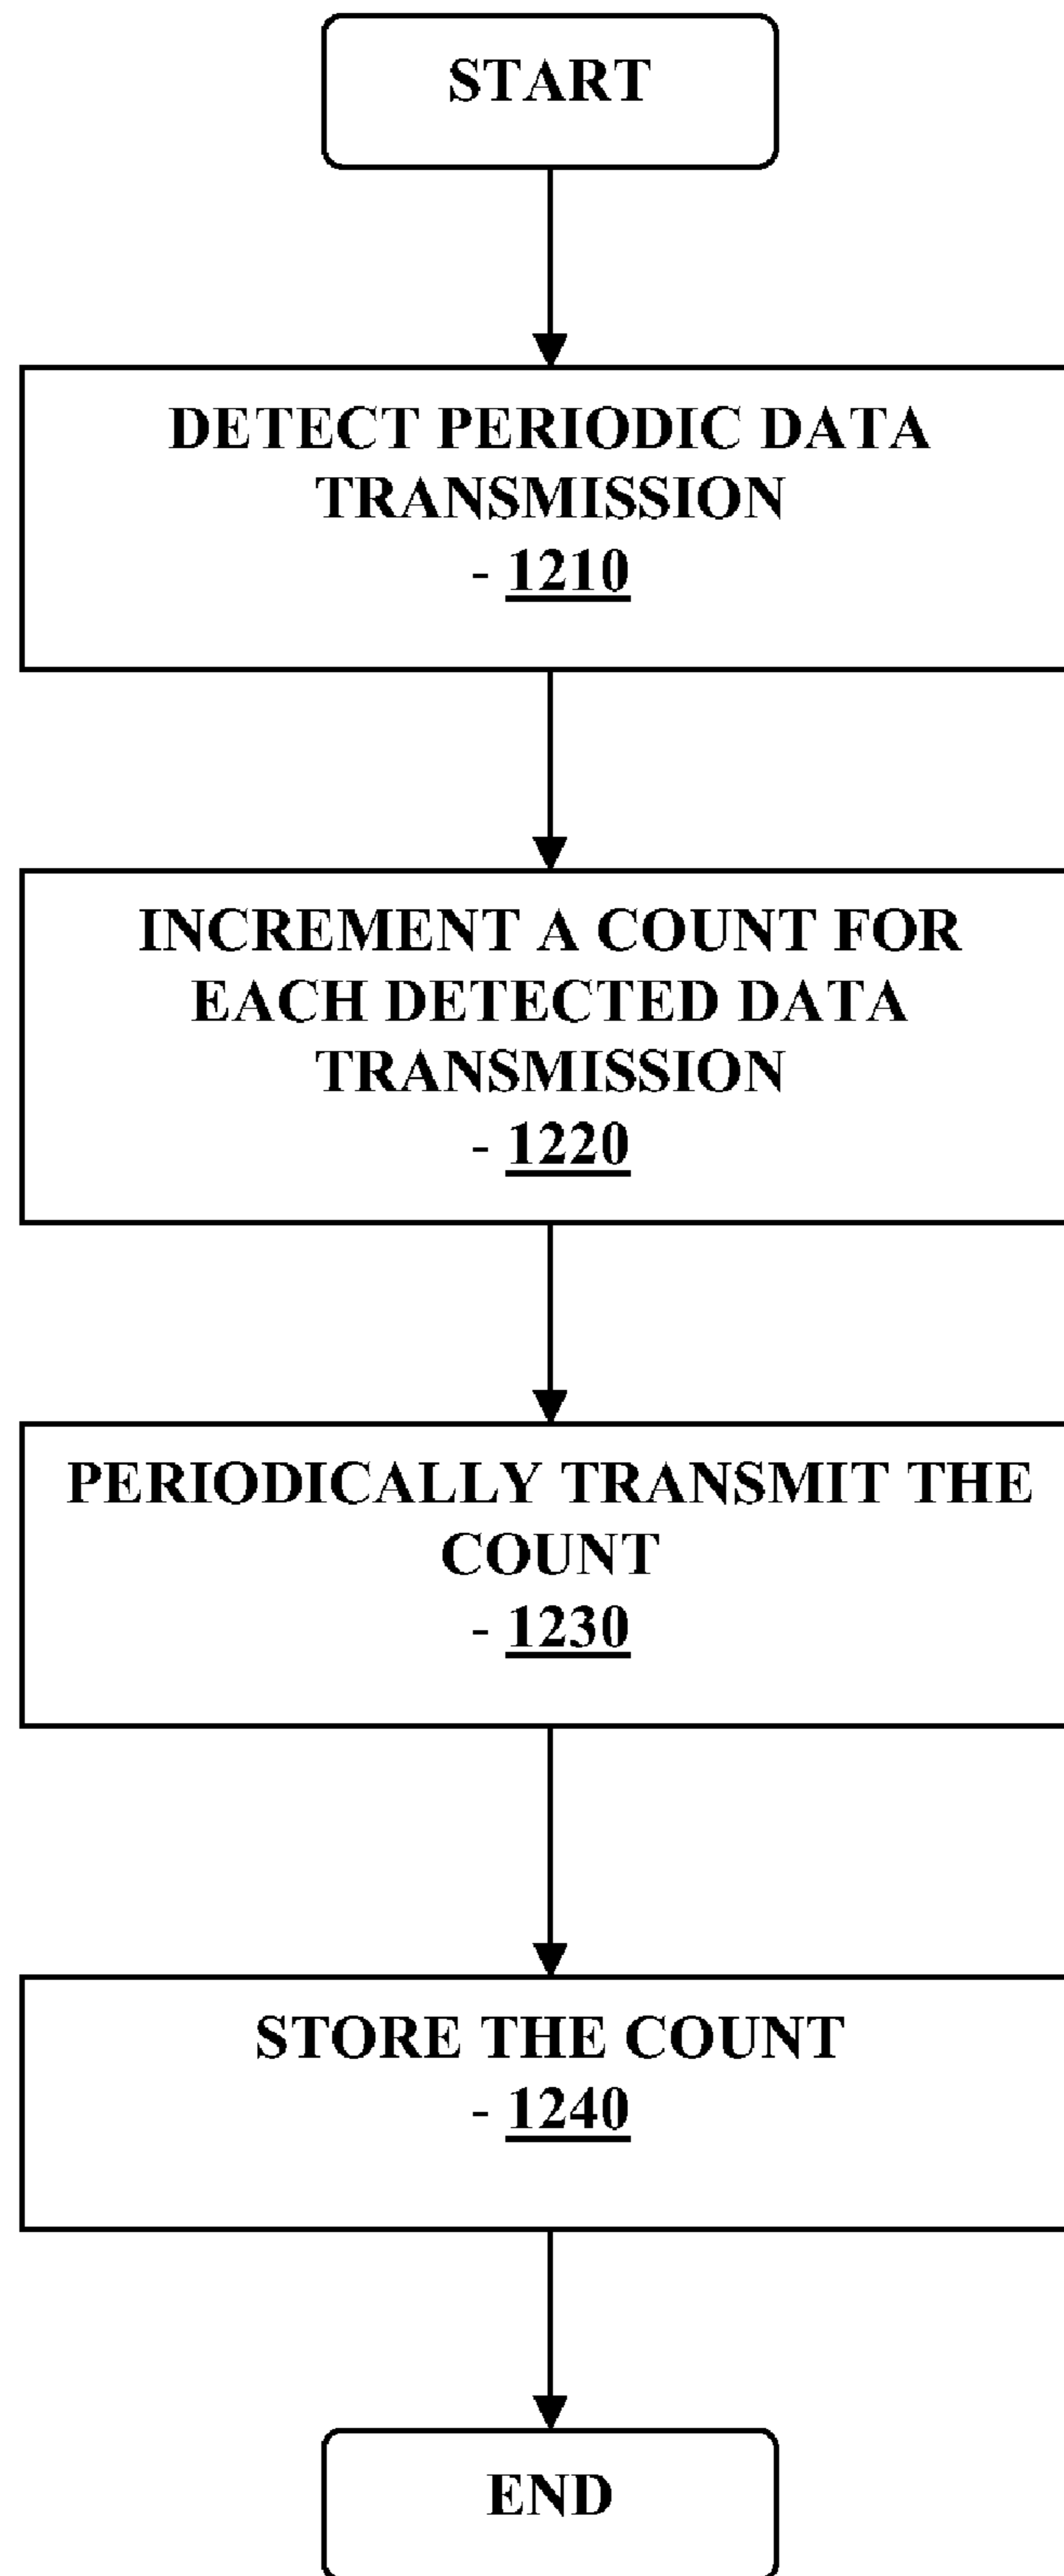 START
DETECT PERIODIC DATA
TRANSMISSION
- 1210
INCREMENT A COUNT FOR
EACH DETECTED DATA
TRANSMISSION
- 1220
PERIODICALLY TRANSMIT THE
COUNT
- 1230
STORE THE COUNT
- 1240
END